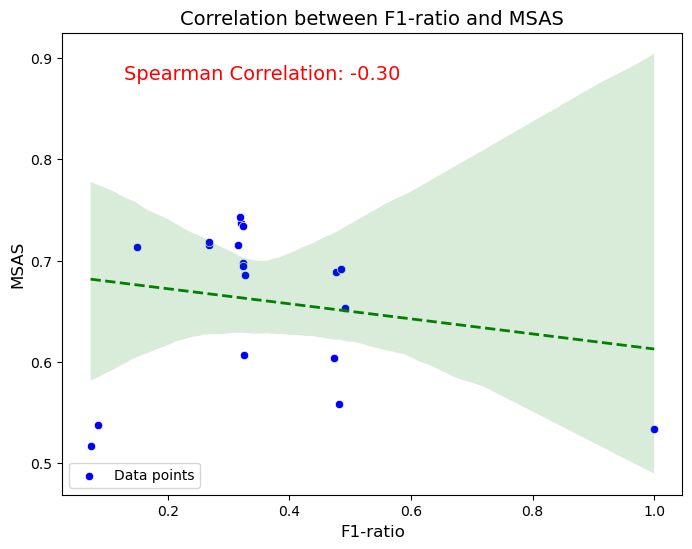 Correlation between F1-ratio and MSAS
Spearman Correlation: -0.30
0.9
0.8
0.7
0.6
0.5
MSAS
Data points
0.2
0.4
0.6
0.8
1.0
F1-ratio